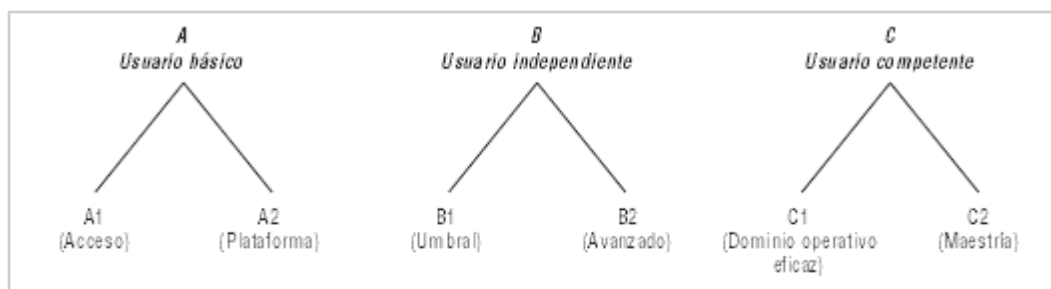 A
Usuario básico
B
Usuario independiente
C
Usuario competente
A1
(Acceso)
A2
(Plataforma)
B1
(Umbral)
B2
(Avanzado)
C1
(Dominio operativo
eficaz)
C2
(Maestría)